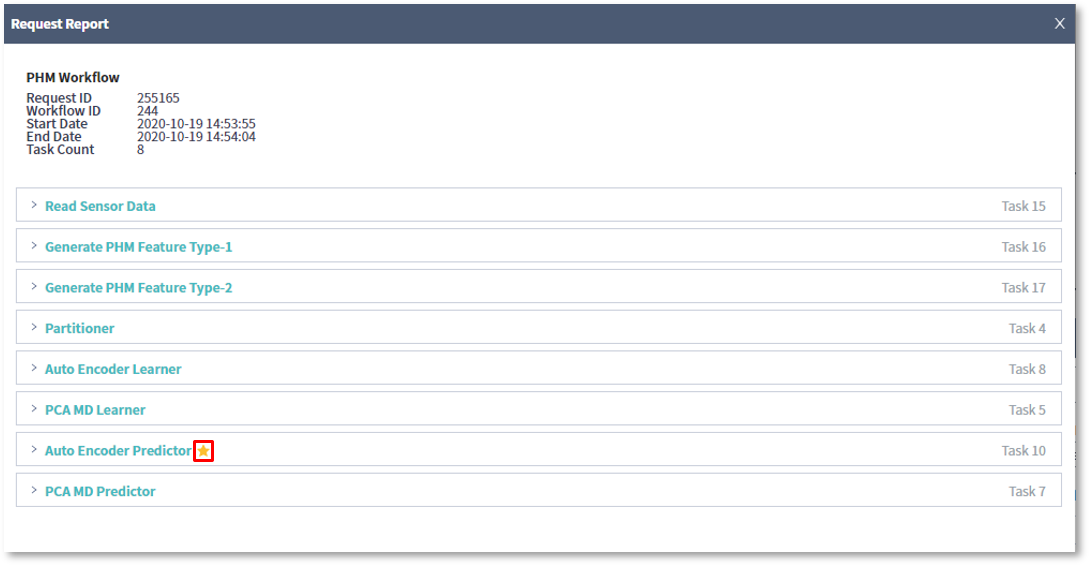 Request Report X
PHM Workflow
Request ID 255165
Workflow ID 244
Start Date 2020-10-19 14:53:55
End Date 2020-10-19 14:54:04
Task Count 8
> Read Sensor Data Task 15
> Generate PHM Feature Type-1 Task 16
> Generate PHM Feature Type-2 Task 17
> Partitioner Task 4
> Auto Encoder Learner Task 8
> PCA MD Learner Task 5
> Auto Encoder Predictor Task 10
> PCA MD Predictor Task 7